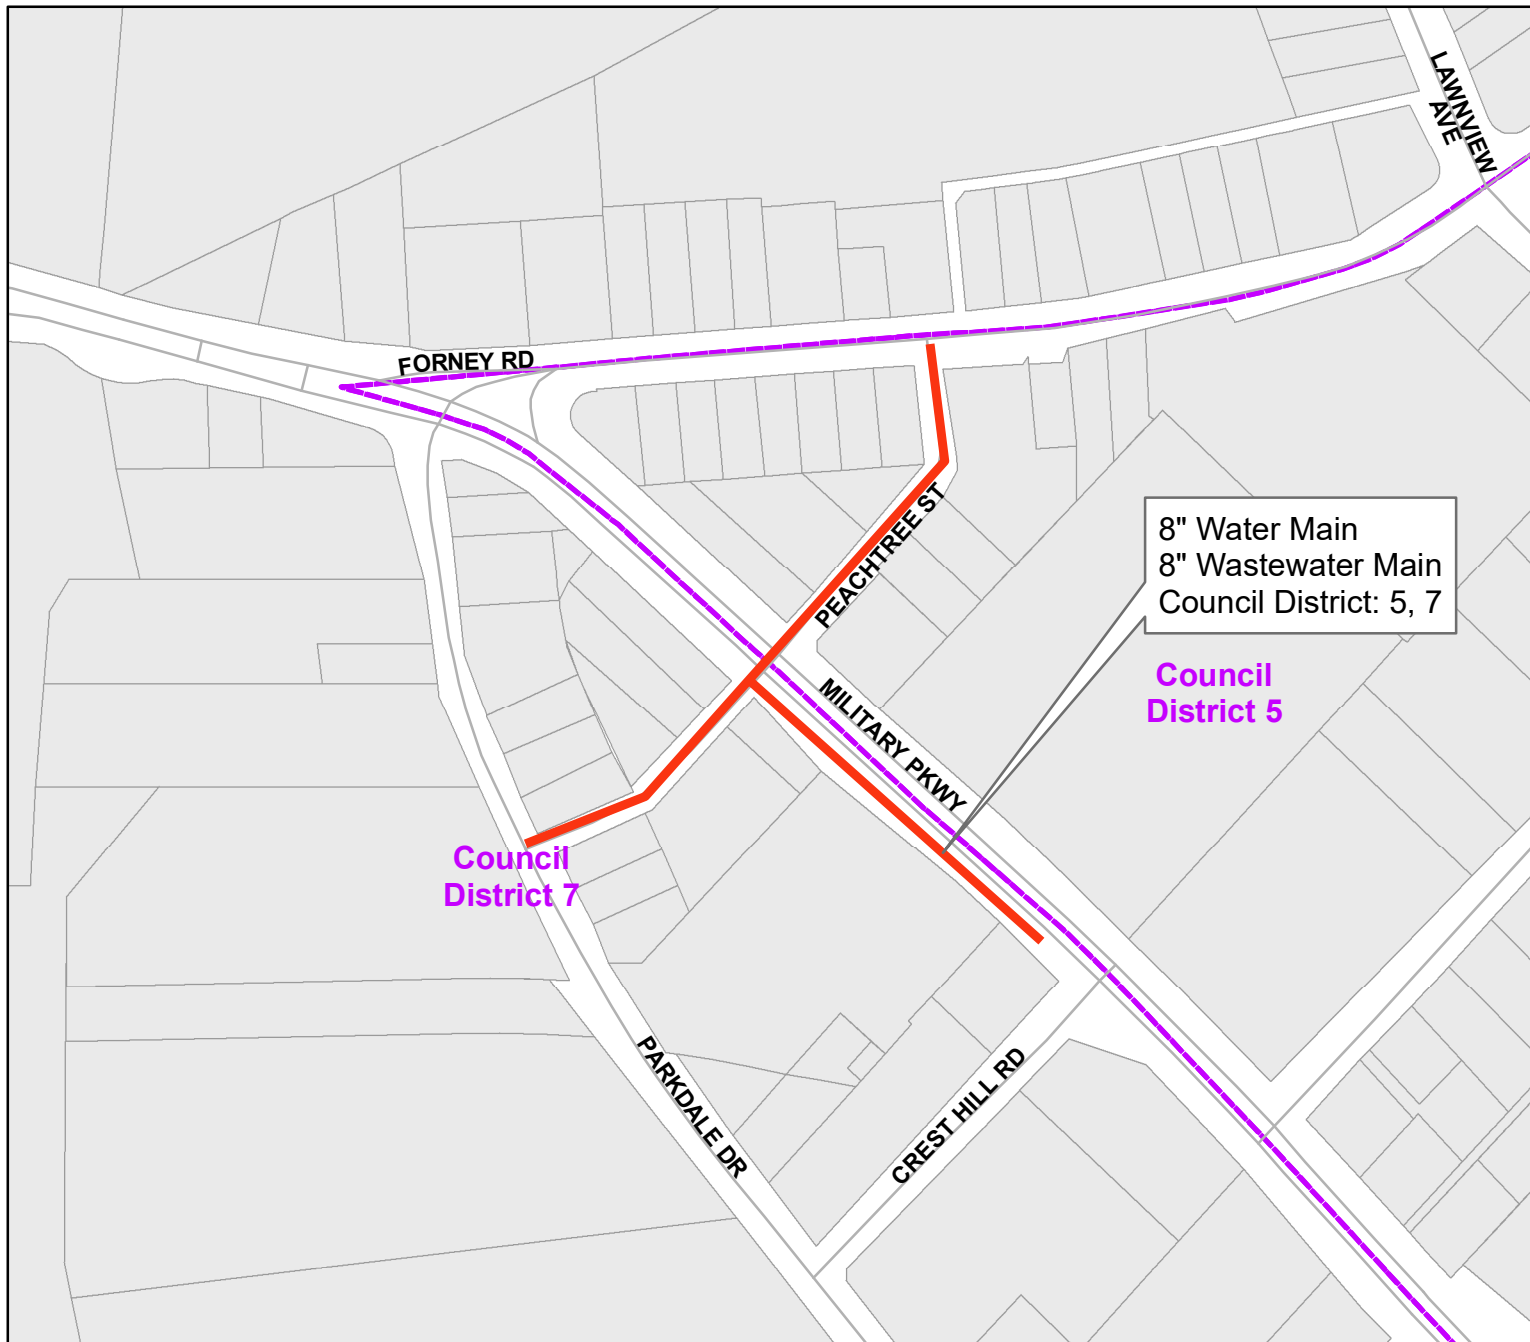 LAWNVIEW
AVE
FORNEY RD
PEACHTREE ST
8" Water Main
8" Wastewater Main
Council District: 5, 7
Council
District 5
MILITARY PKWY
Council
District 7
PARKDALE DR
CREST HILL RD